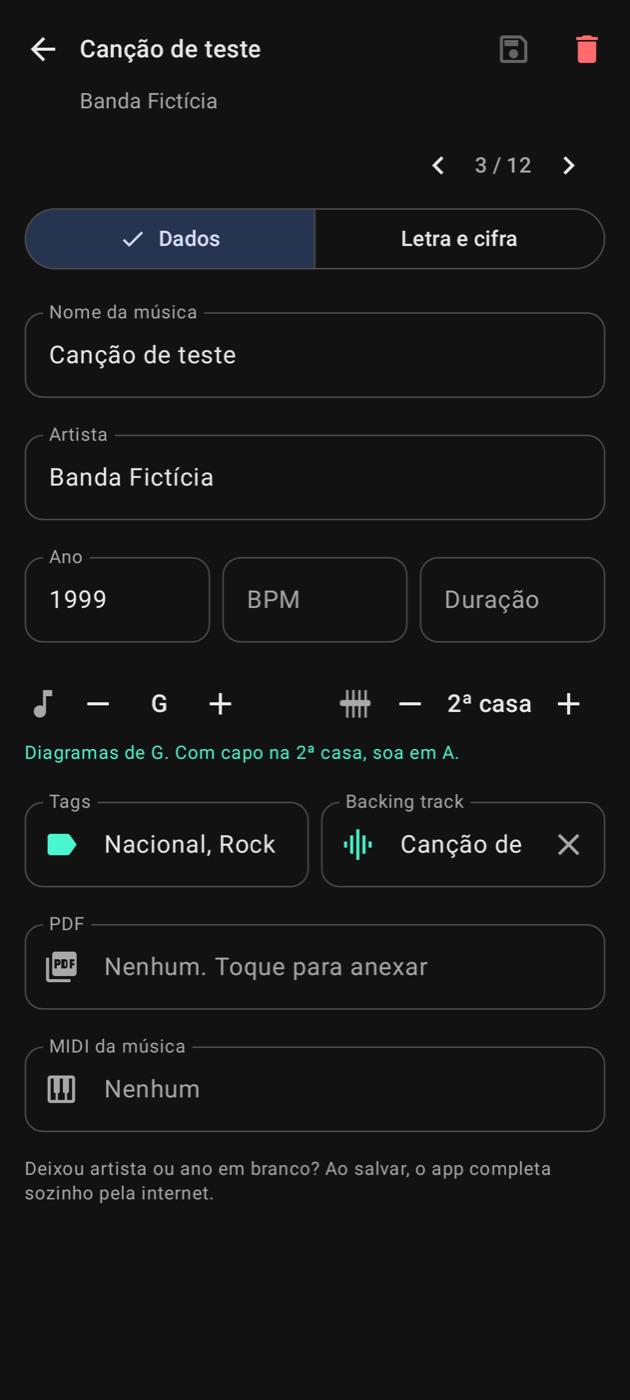 Canção de teste
Banda Fictícia
3 / 12
Dados
Letra e cifra
Nome da música
Canção de teste
Artista
Banda Fictícia
Ano
1999
BPM
Duração
G
2ª casa
Diagramas de G. Com capo na 2ª casa, soa em A.
Tags
Nacional, Rock
Backing track
Canção de
PDF
PDF
Nenhum. Toque para anexar
MIDI da música
Nenhum
Deixou artista ou ano em branco? Ao salvar, o app completa
sozinho pela internet.